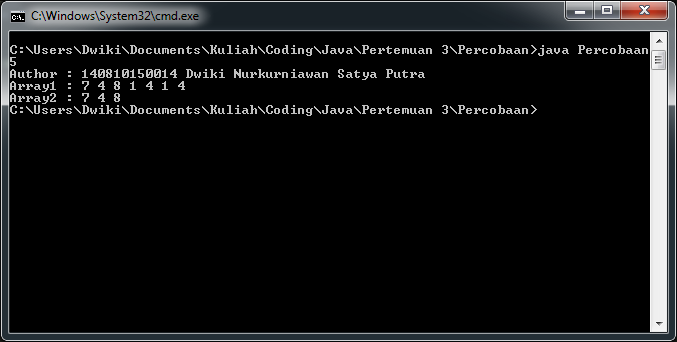 C:\Windows\System32\cmd.exe
C:\Users\Dwiki\Documents\Kuliah\Coding\Java\Pertemuan 3\Percobaan>java Percobaan
5
Author : 140810150014 Dwiki Nurkurniawan Satya Putra
Array1 : 7 4 8 1 4 1 4
Array2 : 7 4 8
C:\Users\Dwiki\Documents\Kuliah\Coding\Java\Pertemuan 3\Percobaan>